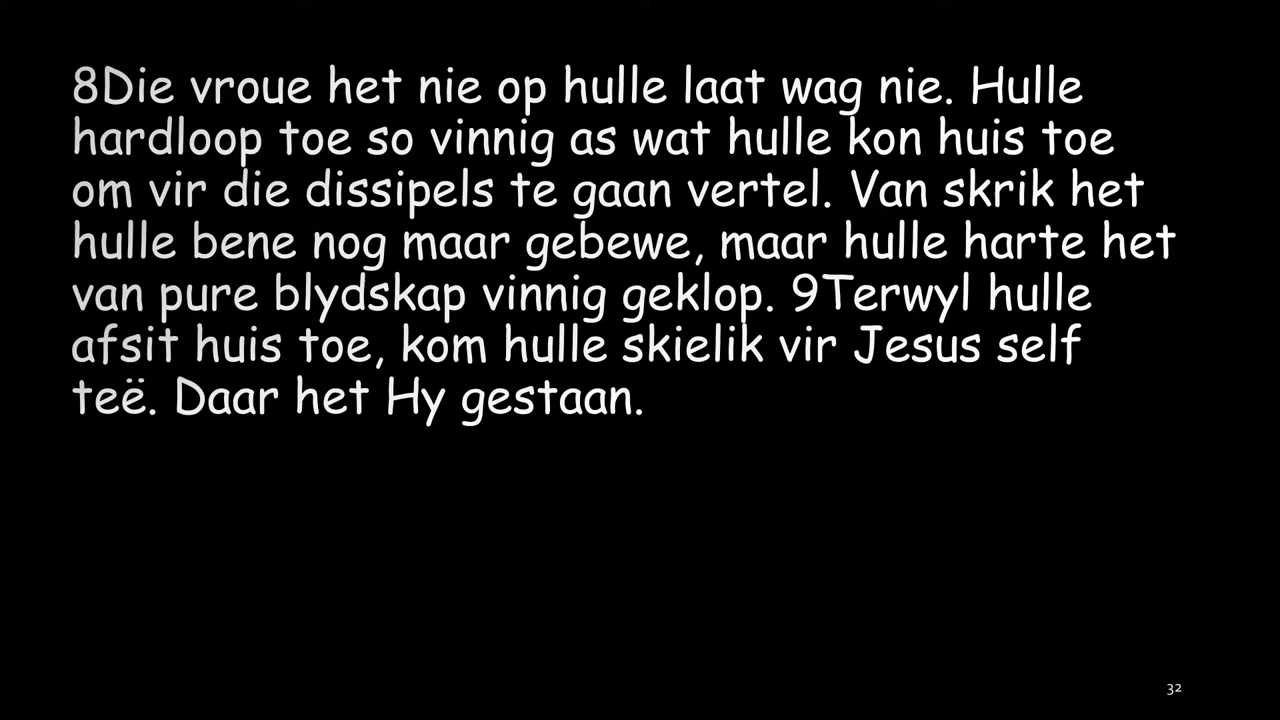 8Die vroue het nie op hulle laat wag nie. Hulle
hardloop toe so vinnig as wat hulle kon huis toe
om vir die dissipels te gaan vertel. Van skrik het
hulle bene nog maar gebewe, maar hulle harte het
van pure blydskap vinnig geklop. 9Terwyl hulle
afsit huis toe, kom hulle skielik vir Jesus self
teë. Daar het Hy gestaan.
32